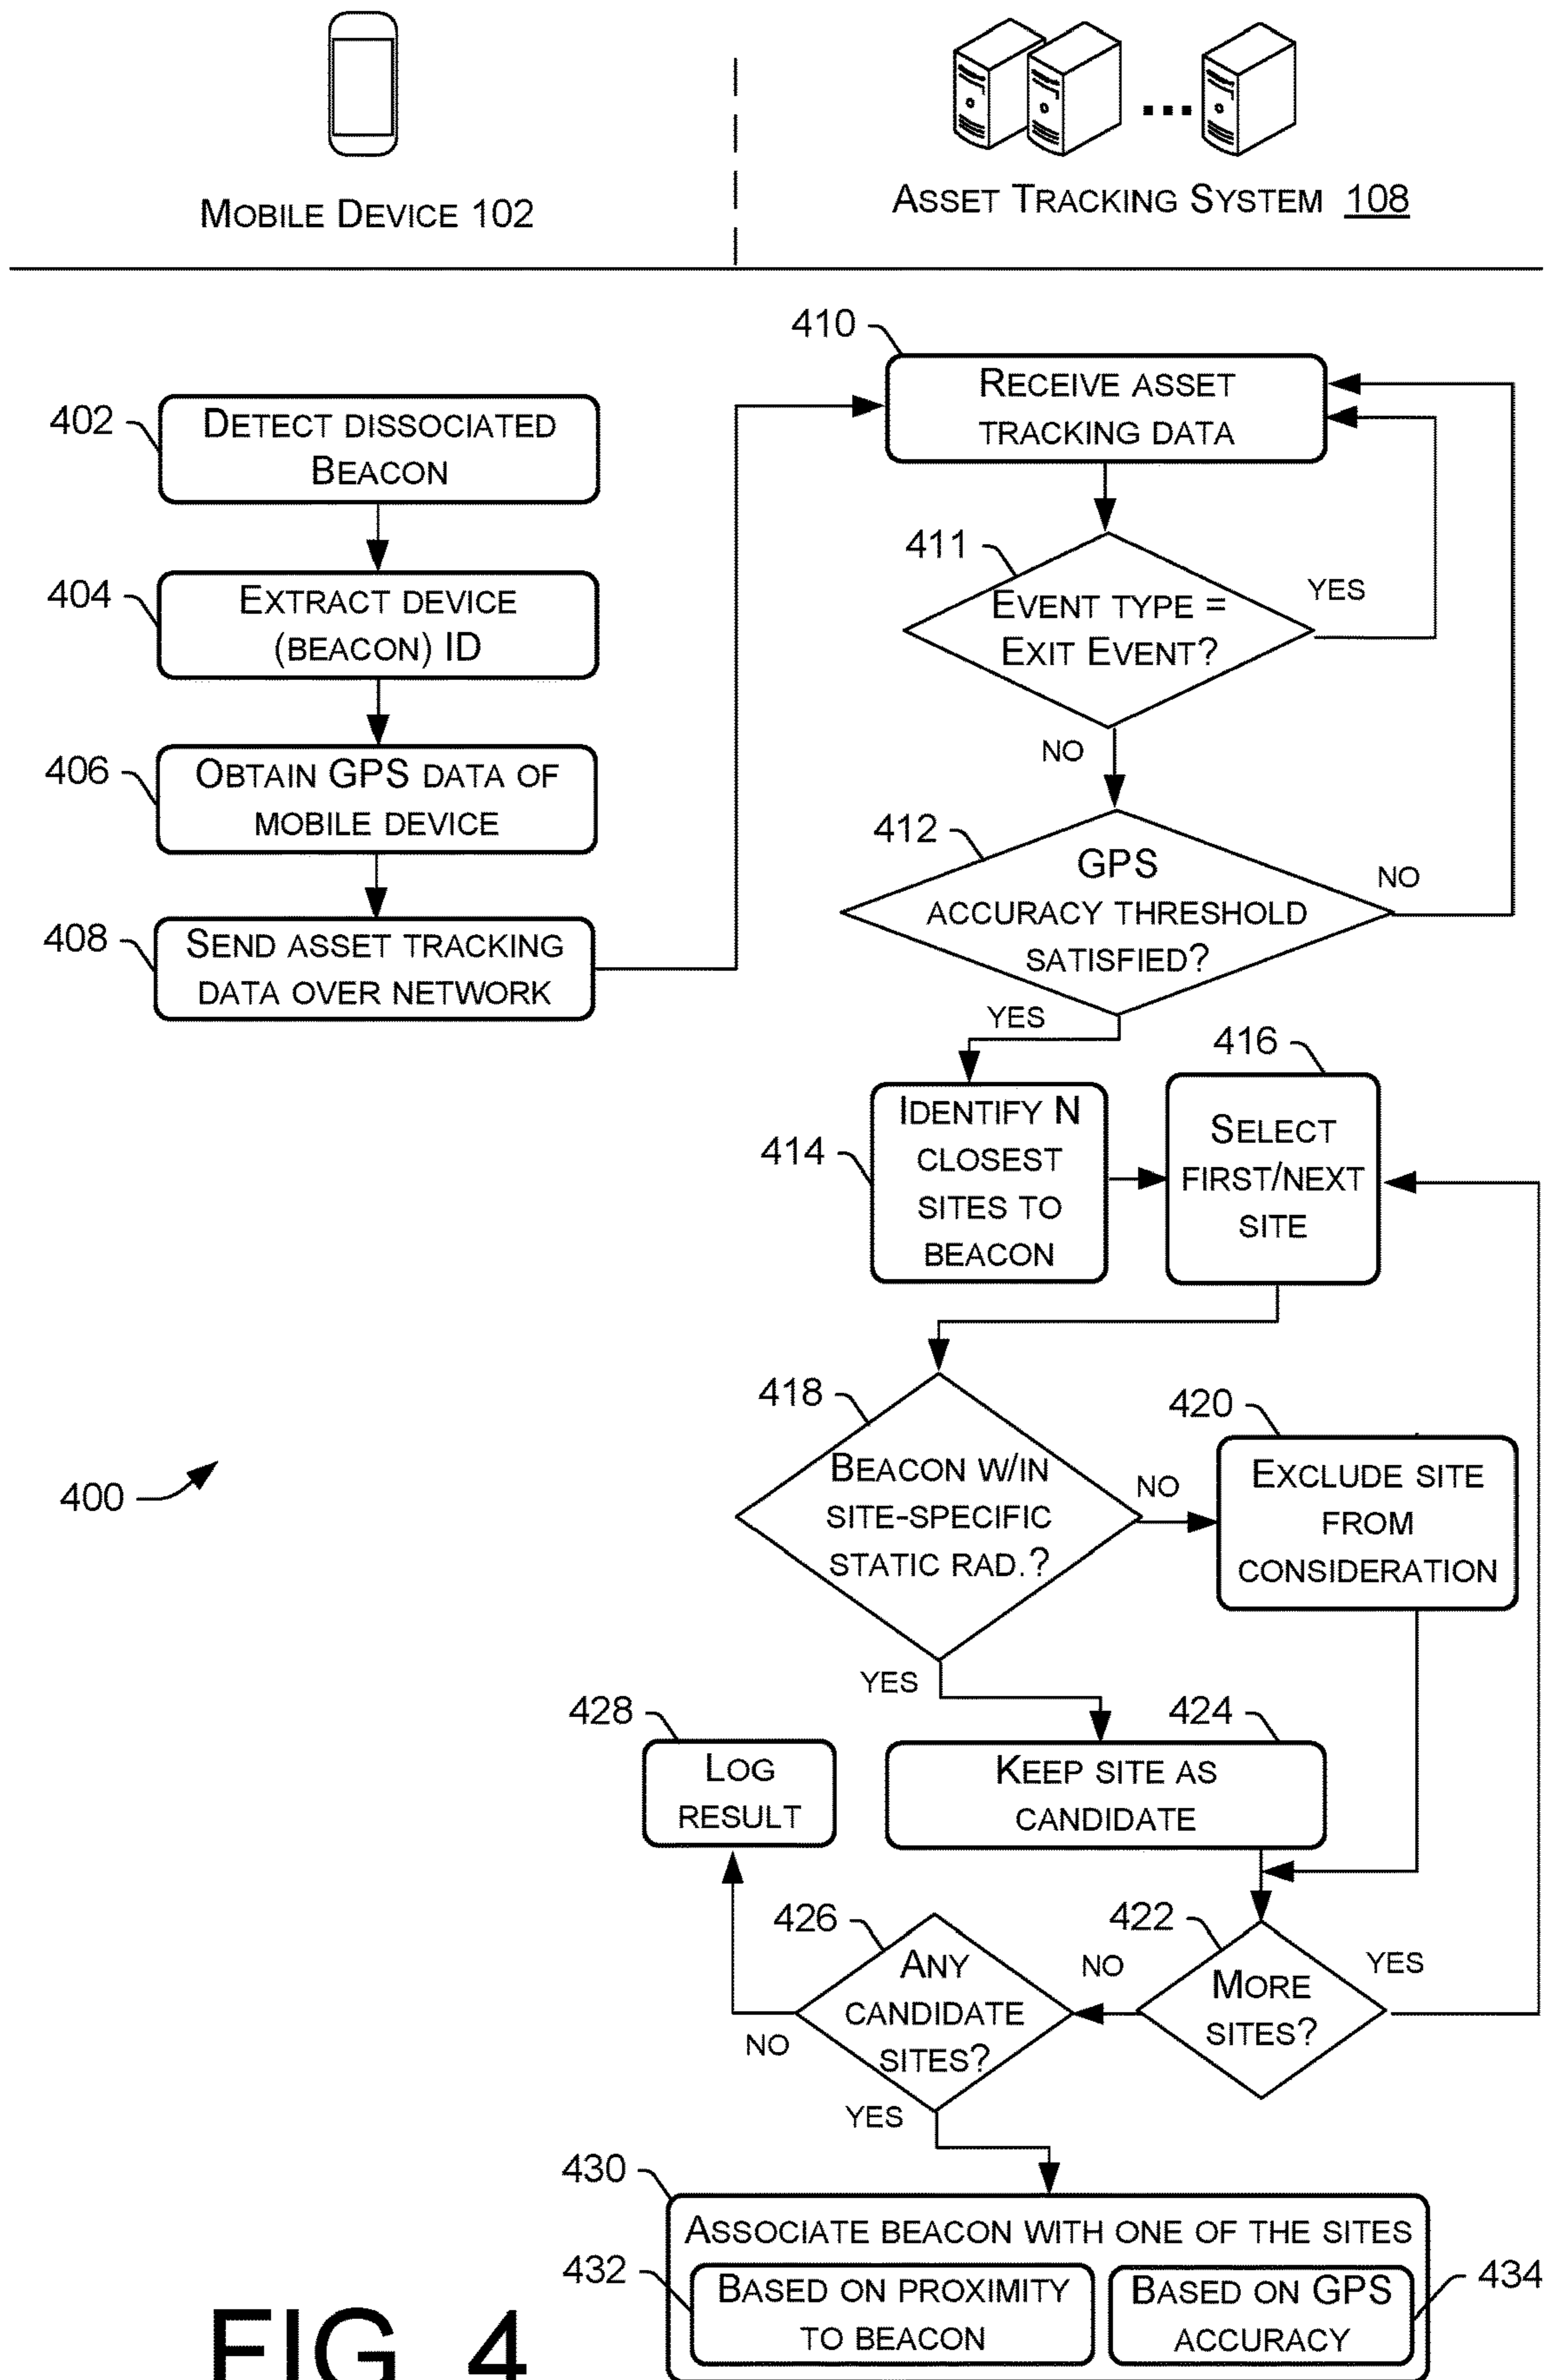 MOBILE DEVICE 102
ASSET TRACKING SYSTEM 108
402
DETECT DISSOCIATED
BEACON
404
EXTRACT DEVICE
(BEACON) ID
406
OBTAIN GPS DATA OF
MOBILE DEVICE
408
SEND ASSET TRACKING
DATA OVER NETWORK
410
RECEIVE ASSET
TRACKING DATA
411
EVENT TYPE =
EXIT EVENT?
YES
NO
412
GPS
ACCURACY THRESHOLD
SATISFIED?
NO
YES
414
IDENTIFY N
CLOSEST
SITES TO
BEACON
416
SELECT
FIRST/NEXT
SITE
418
BEACON W/IN
SITE-SPECIFIC
STATIC RAD.?
NO
YES
420
EXCLUDE SITE
FROM
CONSIDERATION
400
424
KEEP SITE AS
CANDIDATE
428
LOG
RESULT
422
MORE
SITES?
YES
NO
426
ANY
CANDIDATE
SITES?
NO
YES
430
ASSOCIATE BEACON WITH ONE OF THE SITES
432
BASED ON PROXIMITY
TO BEACON
434
BASED ON GPS
ACCURACY
FIG. 4